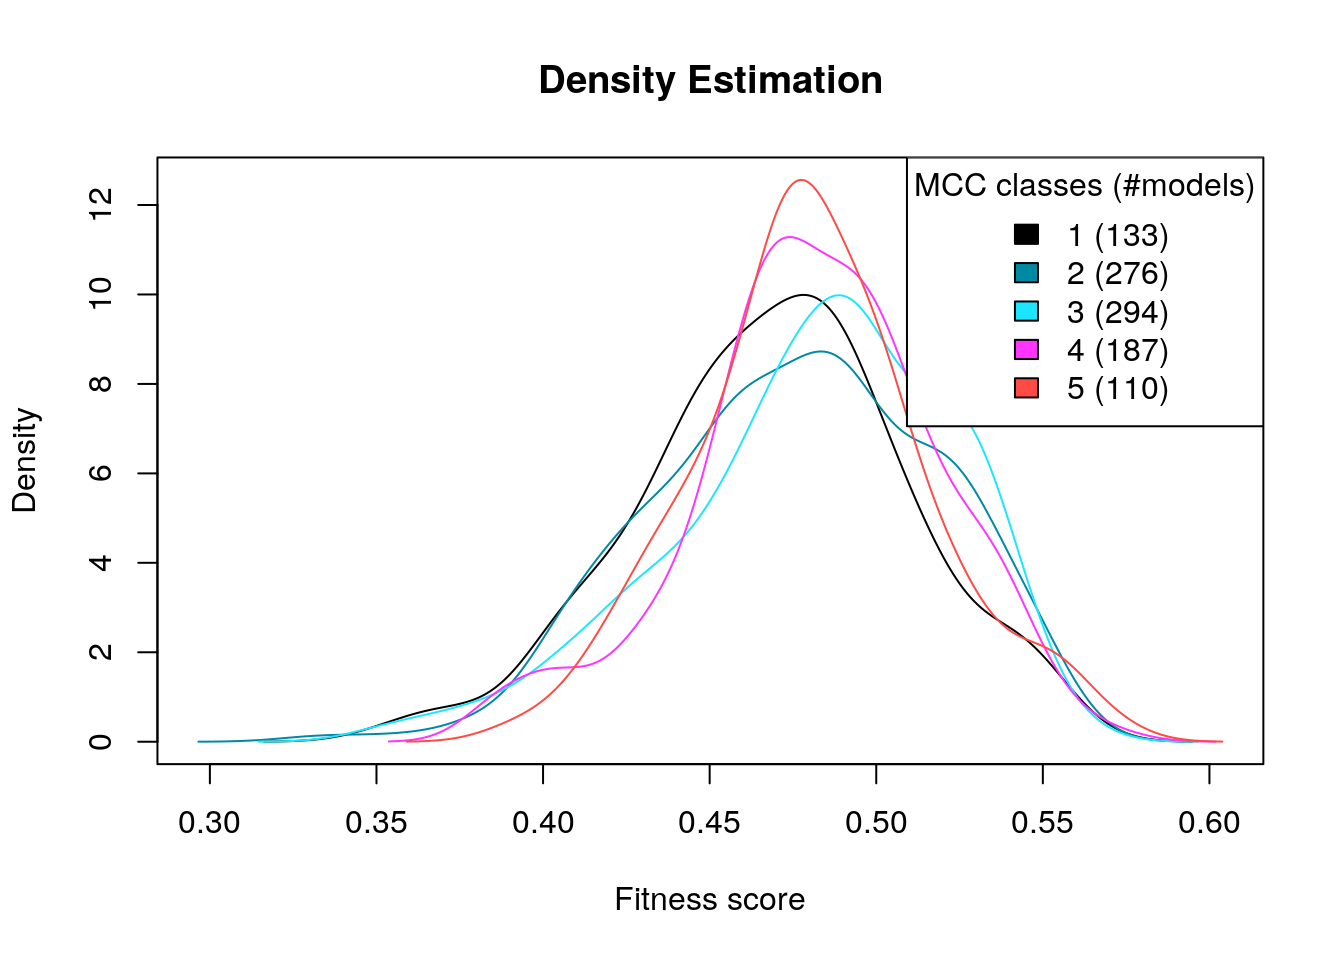 Density Estimation
MCC classes (#models)
1 (133)
2 (276)
3 (294)
4 (187)
5 (110)
Density
0 2 4 6 8 10 12
0.30 0.35 0.40 0.45 0.50 0.55 0.60
Fitness score